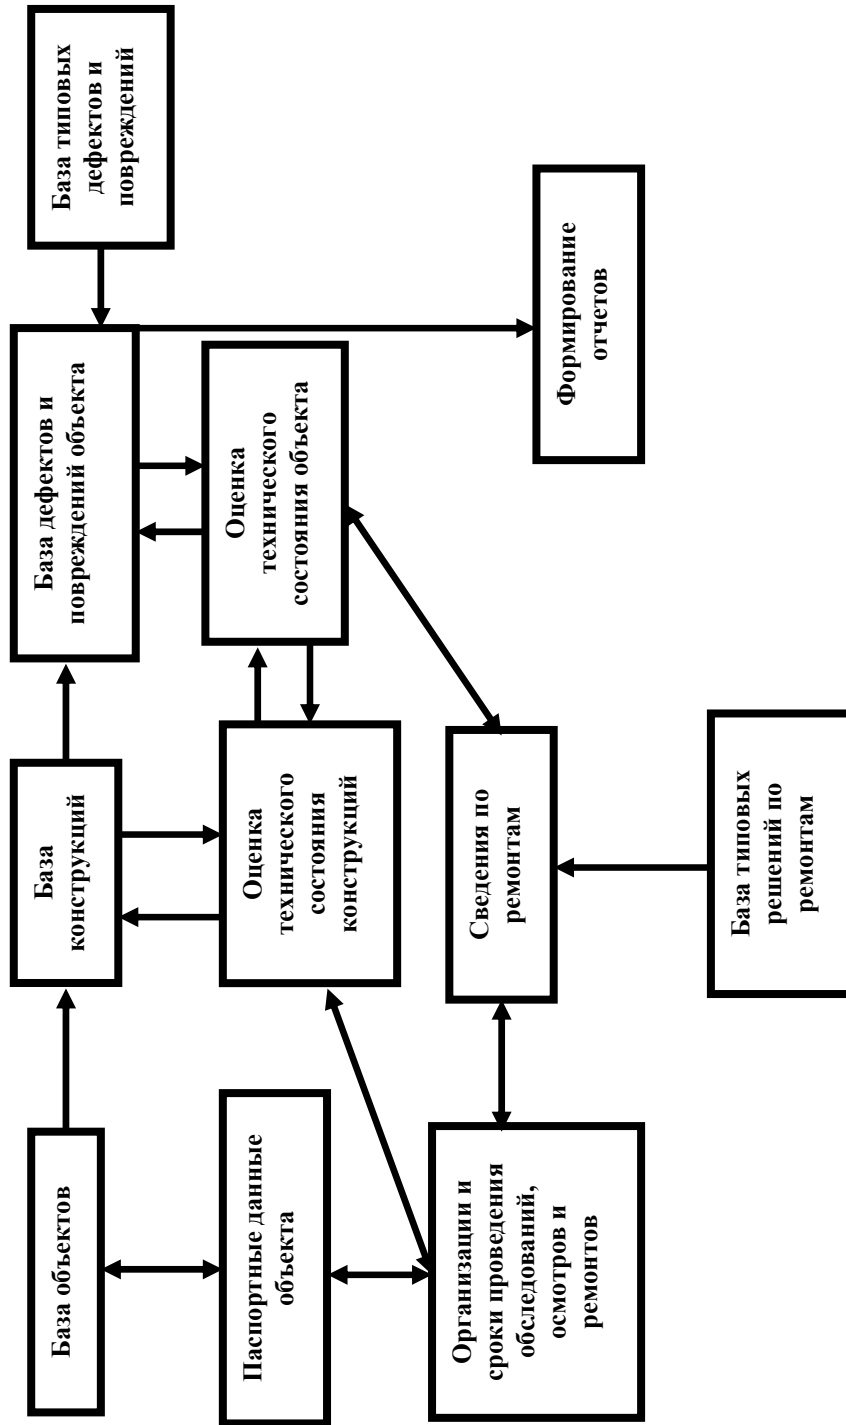 База объектов
База
конструкций
База дефектов и
повреждений объекта
База типовых
дефектов и
повреждений
Паспортные данные
объекта
Оценка
технического
состояния
конструкций
Оценка
технического
состояния объекта
Организации и
сроки проведения
обследований,
осмотров и
ремонтов
Сведения по
ремонтам
Формирование
отчетов
База типовых
решений по
ремонтам